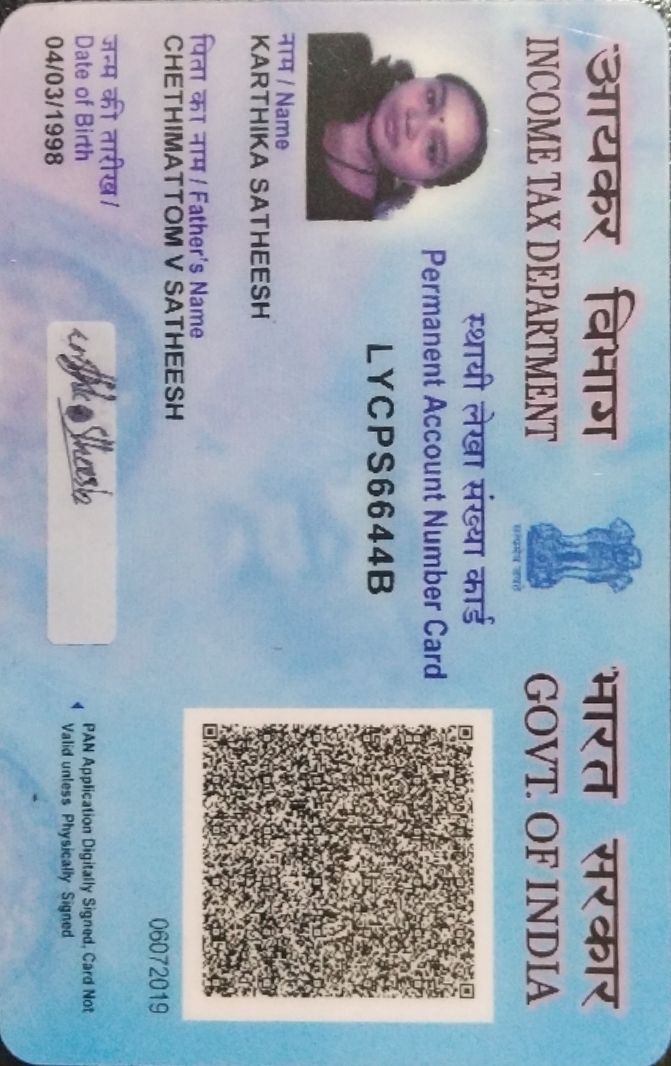 आयकर विभाग
INCOME TAX DEPARTMENT
सत्यमेव जयते
भारत सरकार
GOVT. OF INDIA
स्थायी लेखा संख्या कार्ड
Permanent Account Number Card
LYCPS6644B
नाम / Name
KARTHIKA SATHEESH
पिता का नाम / Father's Name
CHETHIMATTOM V SATHEESH
जन्म की तारीख /
Date of Birth
04/03/1998
06072019
PAN Application Digitally Signed, Card Not
Valid unless Physically Signed